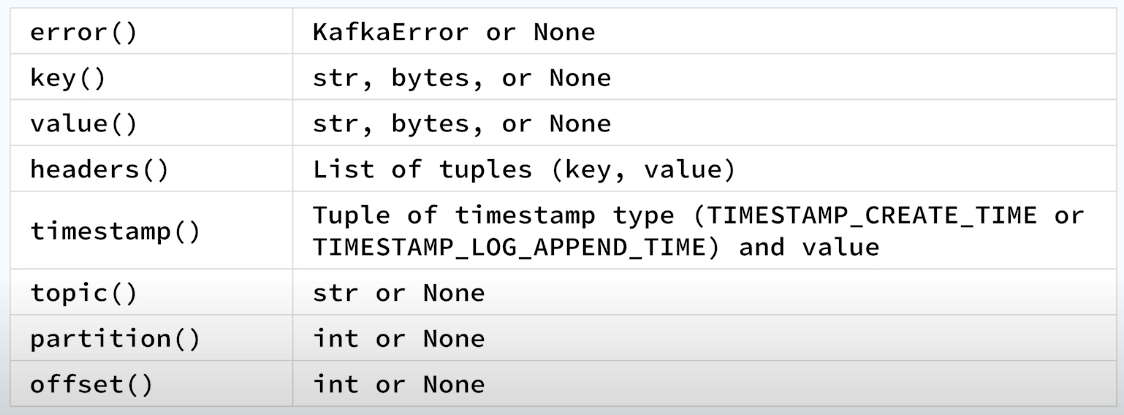 error() KafkaError or None
key() str, bytes, or None
value() str, bytes, or None
headers() List of tuples (key, value)
timestamp() Tuple of timestamp type (TIMESTAMP_CREATE_TIME or
TIMESTAMP_LOG_APPEND_TIME) and value
topic() str or None
partition() int or None
offset() int or None